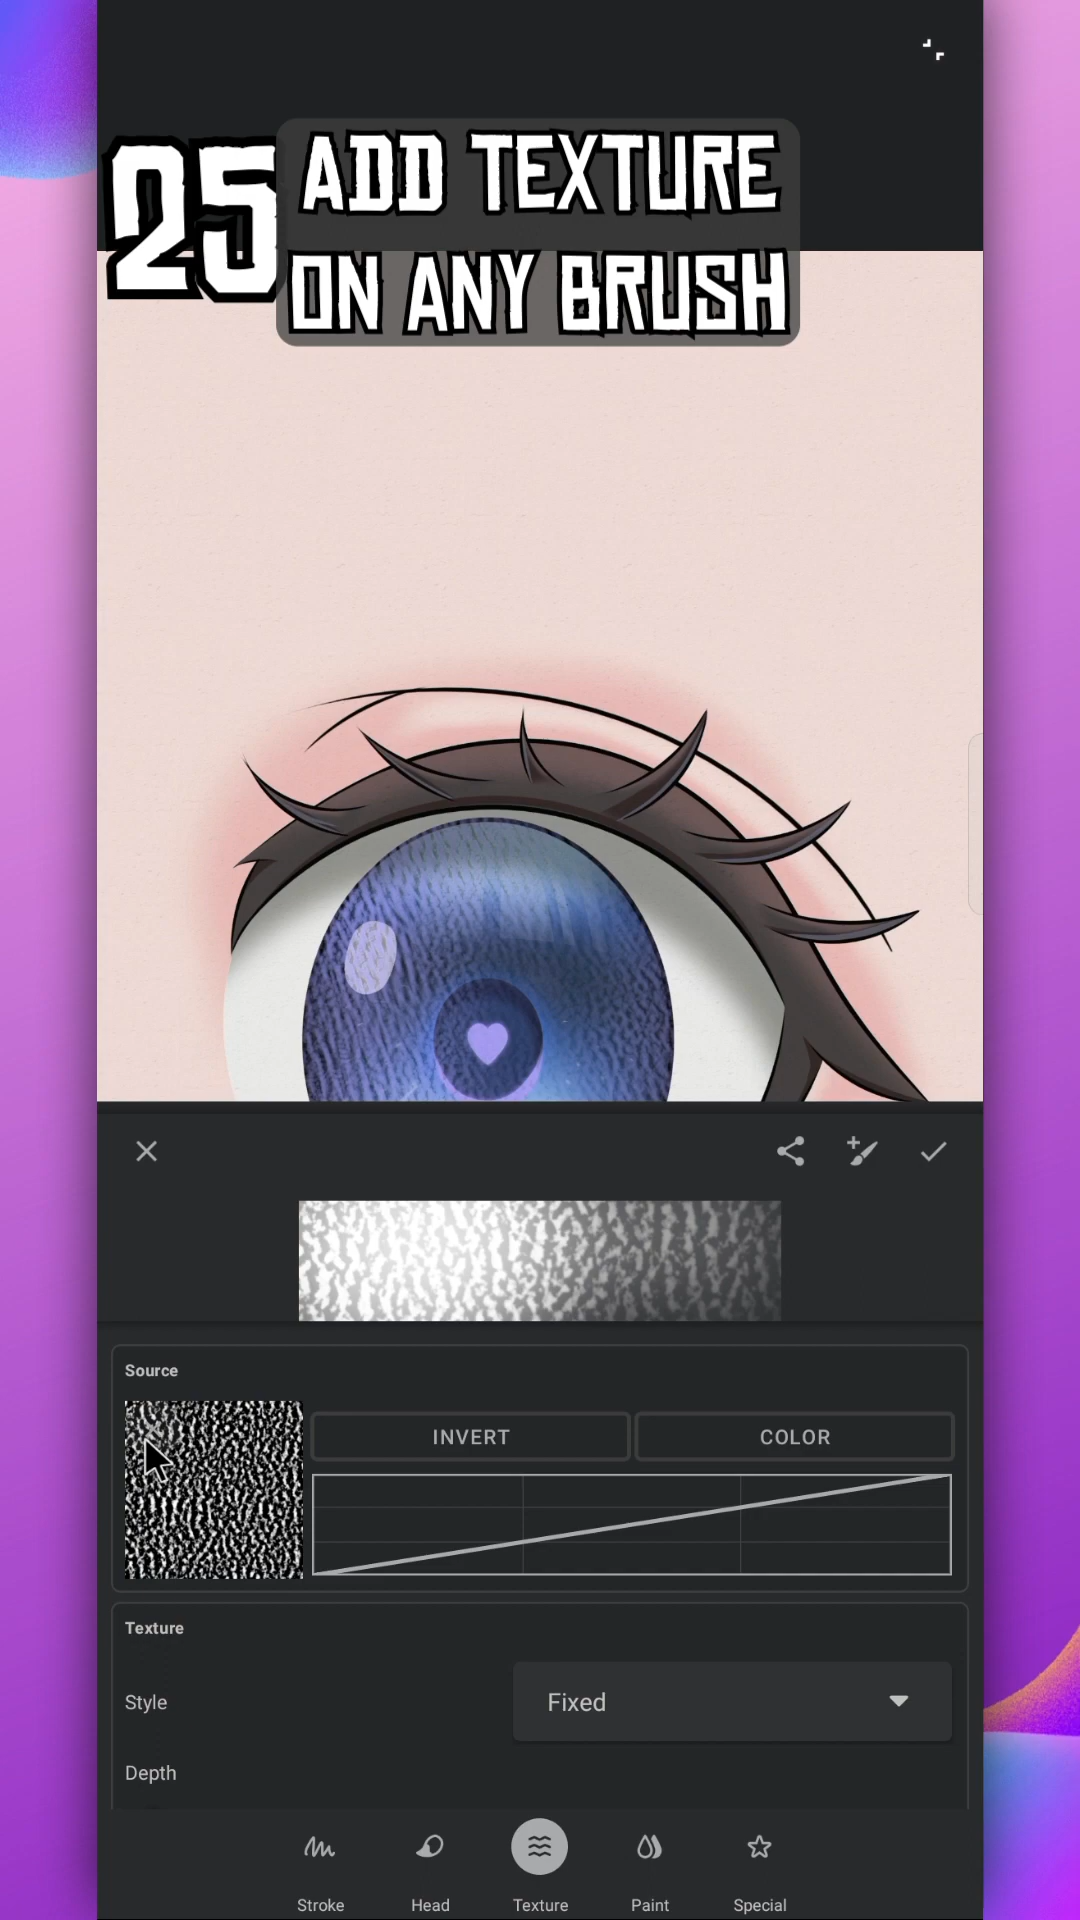 25
ADD TEXTURE
ON ANY BRUSH
Source
INVERT
COLOR
Texture
Style
Fixed
Depth
Stroke
Head
Texture
Paint
Special